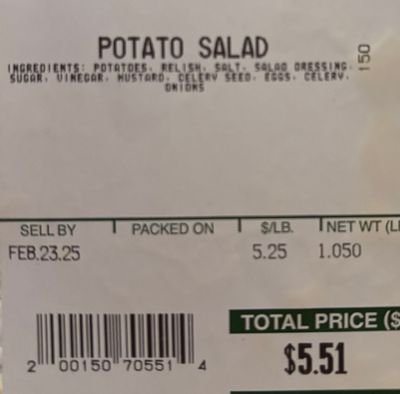 POTATO SALAD
150
INGREDIENTS: POTATOES, RELISH, SALT, SALAD DRESSING,
SUGAR, VINEGAR, MUSTARD, CELERY SEED, EGGS, CELERY,
ONIONS
SELL BY PACKED ON $/LB. NET WT (L
FEB.23.25 5.25 1.050
TOTAL PRICE ($
$5.51
2 00150 70551 4